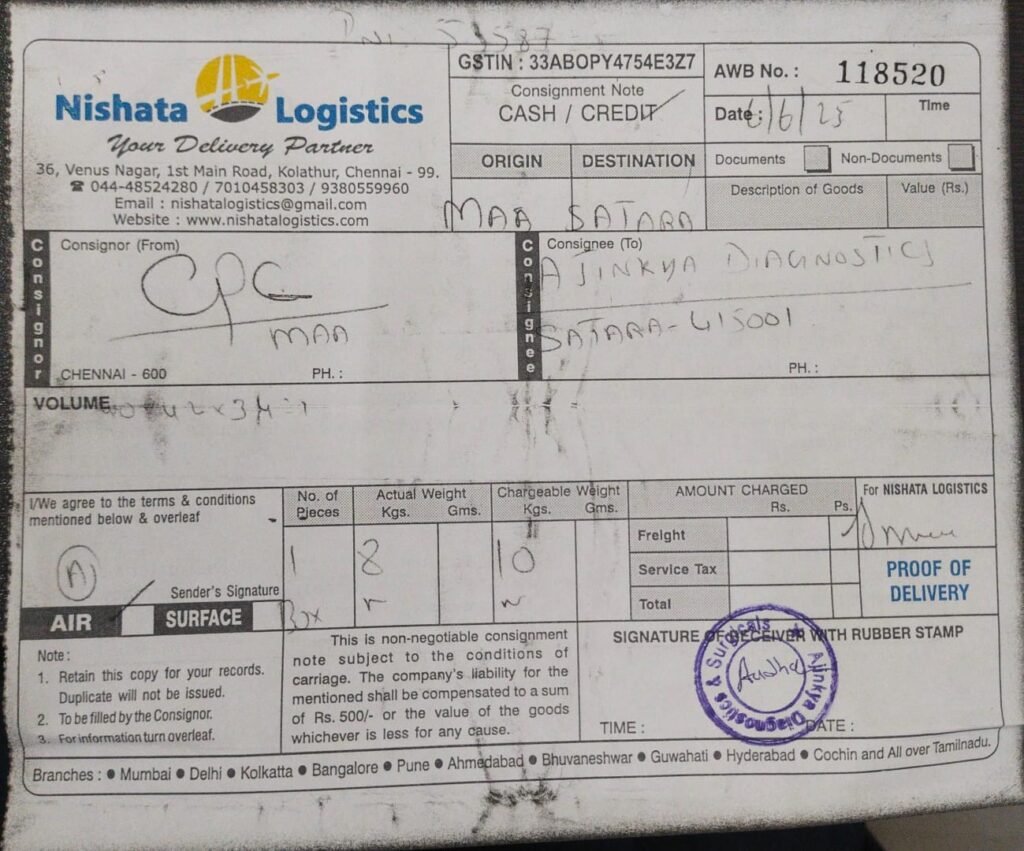 53587
Nishata Logistics
Your Delivery Partner
36, Venus Nagar, 1st Main Road, Kolathur, Chennai - 99.
☎ 044-48524280 / 7010458303 / 9380559960
Email : nishatalogistics@gmail.com
Website : www.nishatalogistics.com
GSTIN : 33ABOPY4754E3Z7
Consignment Note
CASH / CREDIT
AWB No. : 118520
Date : 6/6/25
Time
ORIGIN DESTINATION
MAA SATARA
Documents Non-Documents
Description of Goods Value (Rs.)
Consignor
Consignor (From)
CPC
MAA
CHENNAI - 600 PH. :
Consignee
Consignee (To)
AJINKYA DIAGNOSTICS
SATARA - 415001
PH. :
VOLUME
I/We agree to the terms & conditions
mentioned below & overleaf
Sender's Signature
AIR SURFACE
No. of Pieces
1
Box
Actual Weight
Kgs. Gms.
8
Chargeable Weight
Kgs. Gms.
10
AMOUNT CHARGED
Rs. Ps.
Freight
Service Tax
Total
For NISHATA LOGISTICS
PROOF OF
DELIVERY
Note :
1. Retain this copy for your records.
Duplicate will not be issued.
2. To be filled by the Consignor.
3. For information turn overleaf.
This is non-negotiable consignment
note subject to the conditions of
carriage. The company's liability for the
mentioned shall be compensated to a sum
of Rs. 500/- or the value of the goods
whichever is less for any cause.
SIGNATURE OF RECEIVER WITH RUBBER STAMP
Ajinkya Diagnostics & Surgicals
TIME : DATE :
Branches : ● Mumbai ● Delhi ● Kolkatta ● Bangalore ● Pune ● Ahmedabad ● Bhuvaneshwar ● Guwahati ● Hyderabad ● Cochin and All over Tamilnadu.